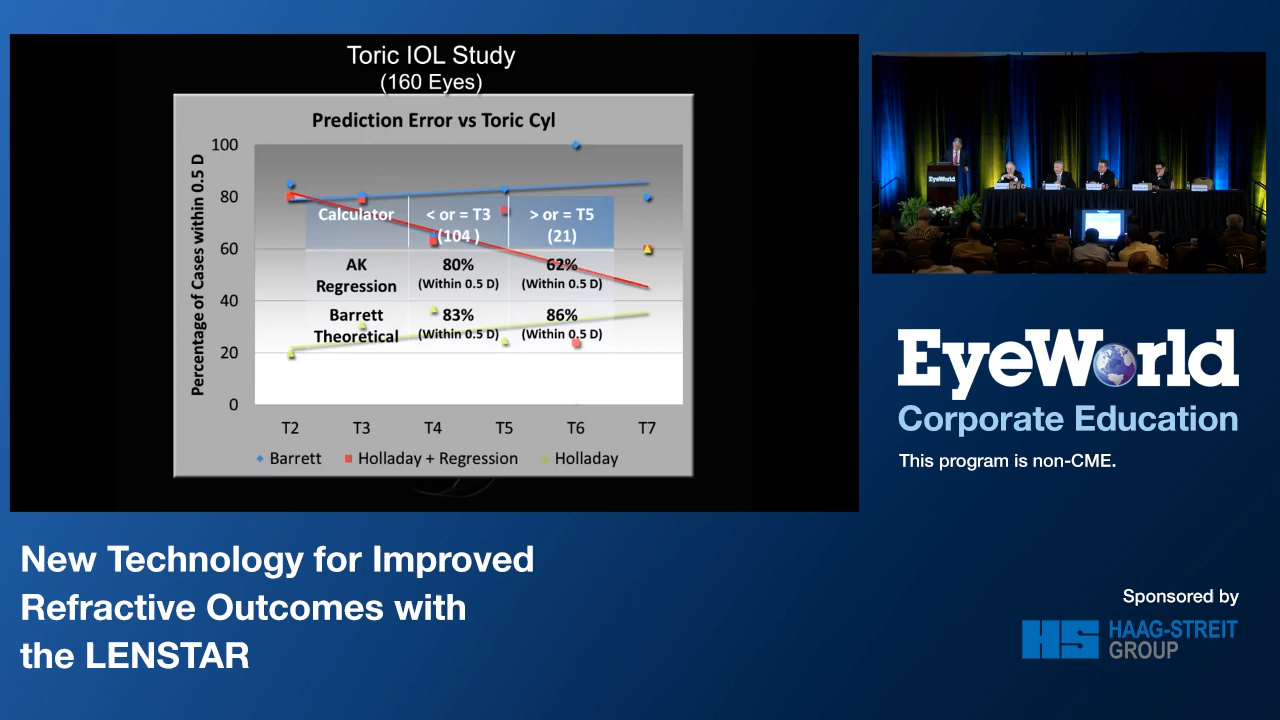 Toric IOL Study
(160 Eyes)
Prediction Error vs Toric Cyl
Percentage of Cases within 0.5 D
100
80
60
40
20
0
Calculator
< or = T3
(104 )
> or = T5
(21)
AK
Regression
80%
(Within 0.5 D)
62%
(Within 0.5 D)
Barrett
Theoretical
83%
(Within 0.5 D)
86%
(Within 0.5 D)
T2 T3 T4 T5 T6 T7
Barrett Holladay + Regression Holladay
EyeWorld
EyeWorld
Corporate Education
This program is non-CME.
New Technology for Improved
Refractive Outcomes with
the LENSTAR
Sponsored by
HS HAAG-STREIT
GROUP